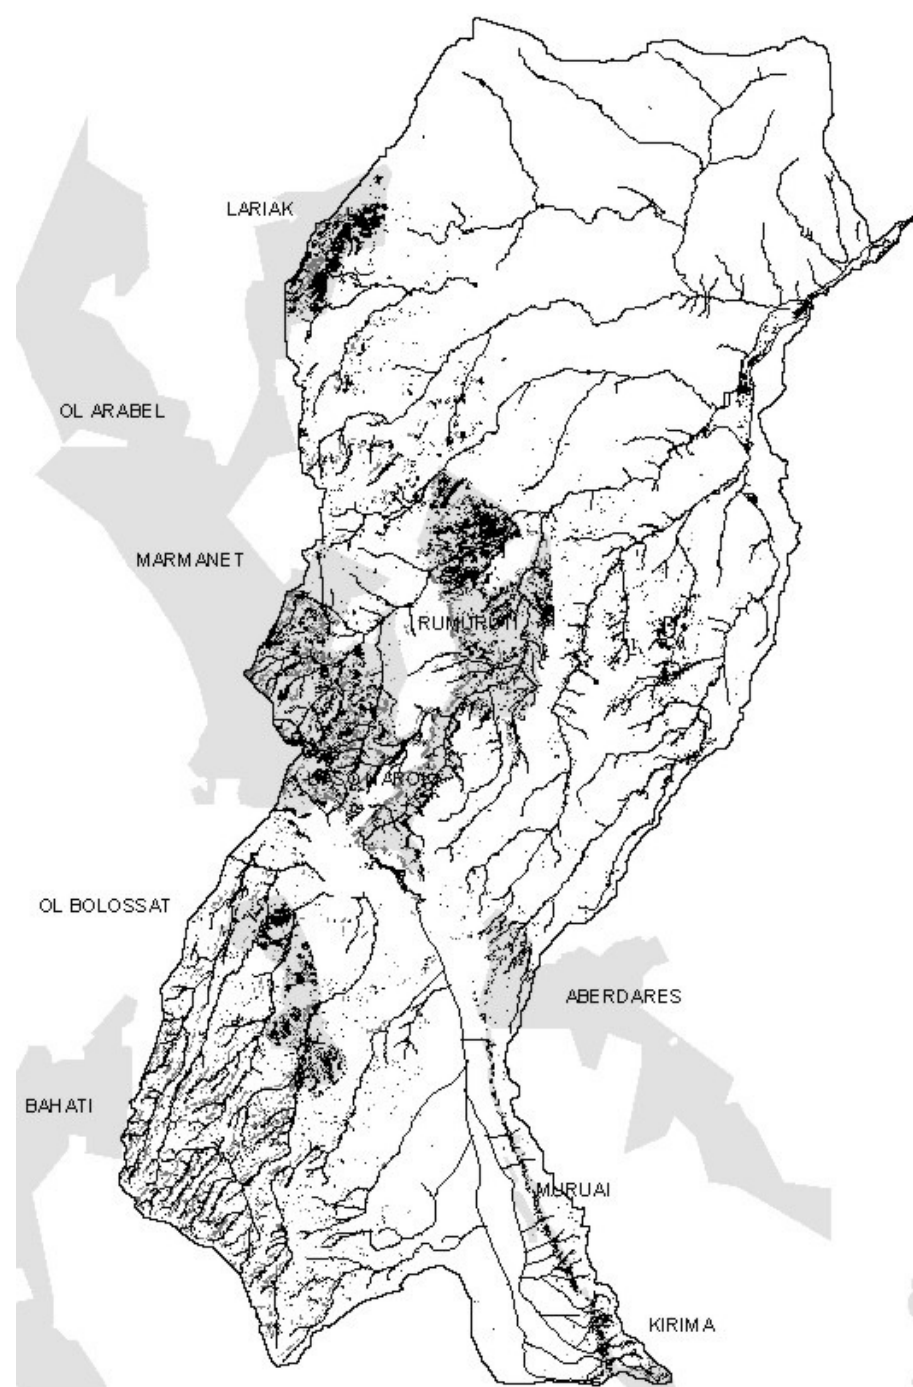 LARIAK
OL ARABEL
MARMANET
RUMURUTI
OL BOLOSSAT
ABERDARES
BAHATI
MURUAI
KIRIMA